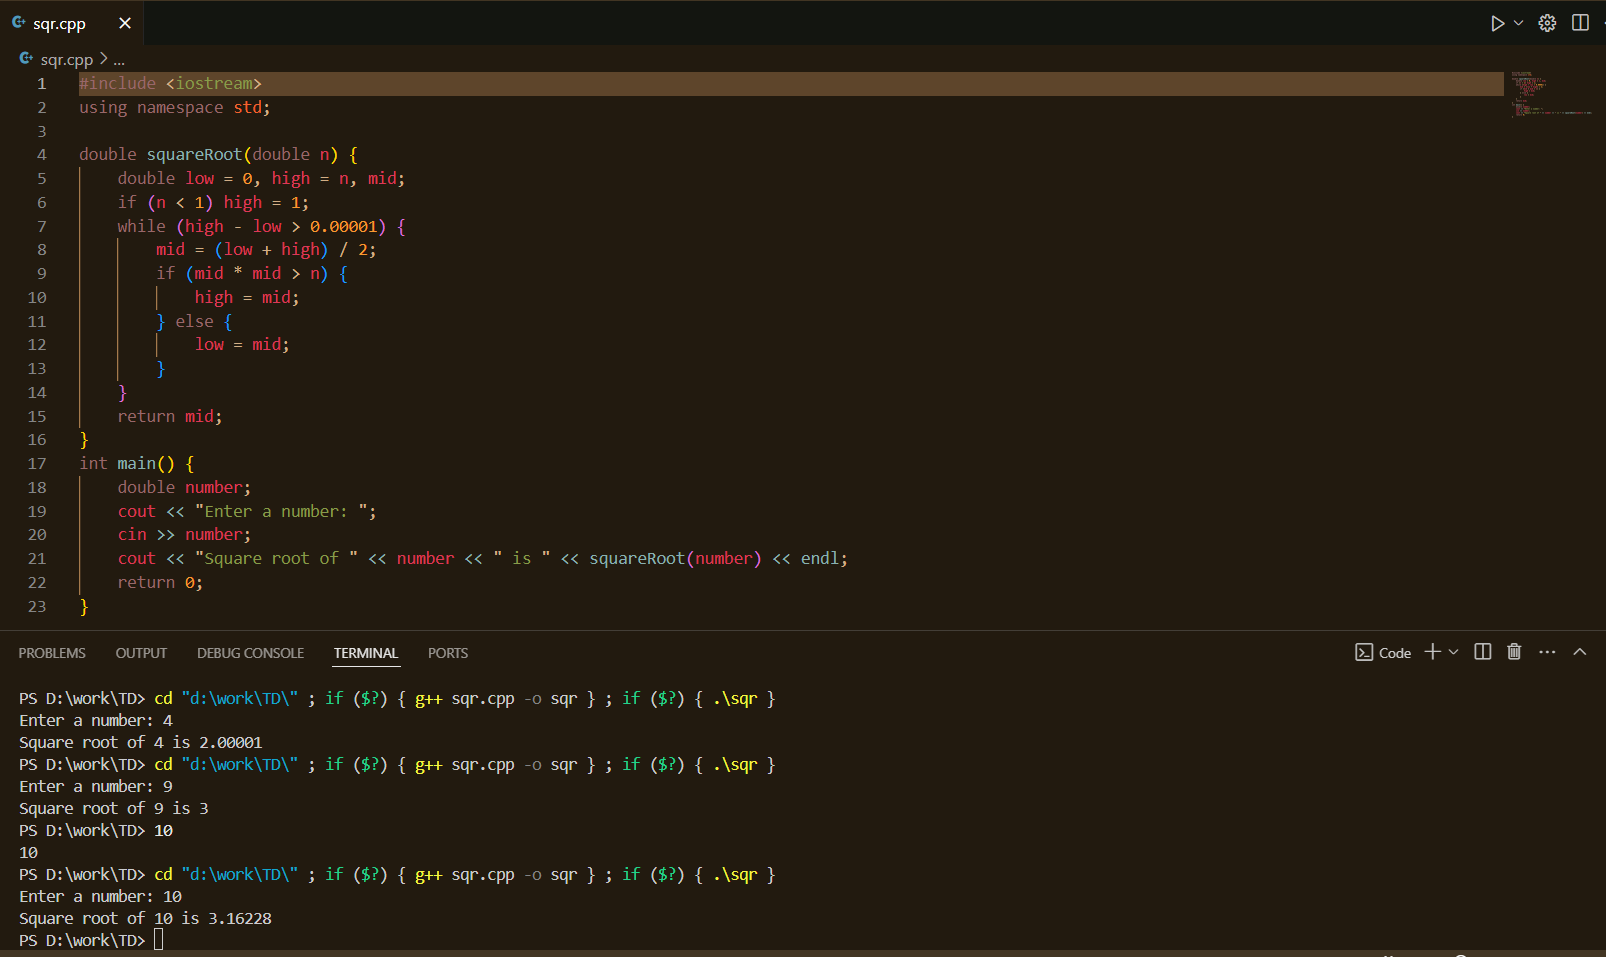 sqr.cpp
sqr.cpp > ...
1 #include <iostream>
2 using namespace std;
3
4 double squareRoot(double n) {
5     double low = 0, high = n, mid;
6     if (n < 1) high = 1;
7     while (high - low > 0.00001) {
8         mid = (low + high) / 2;
9         if (mid * mid > n) {
10             high = mid;
11         } else {
12             low = mid;
13         }
14     }
15     return mid;
16 }
17 int main() {
18     double number;
19     cout << "Enter a number: ";
20     cin >> number;
21     cout << "Square root of " << number << " is " << squareRoot(number) << endl;
22     return 0;
23 }
PROBLEMS OUTPUT DEBUG CONSOLE TERMINAL PORTS Code
PS D:\work\TD> cd "d:\work\TD\" ; if ($?) { g++ sqr.cpp -o sqr } ; if ($?) { .\sqr }
Enter a number: 4
Square root of 4 is 2.00001
PS D:\work\TD> cd "d:\work\TD\" ; if ($?) { g++ sqr.cpp -o sqr } ; if ($?) { .\sqr }
Enter a number: 9
Square root of 9 is 3
PS D:\work\TD> 10
10
PS D:\work\TD> cd "d:\work\TD\" ; if ($?) { g++ sqr.cpp -o sqr } ; if ($?) { .\sqr }
Enter a number: 10
Square root of 10 is 3.16228
PS D:\work\TD>